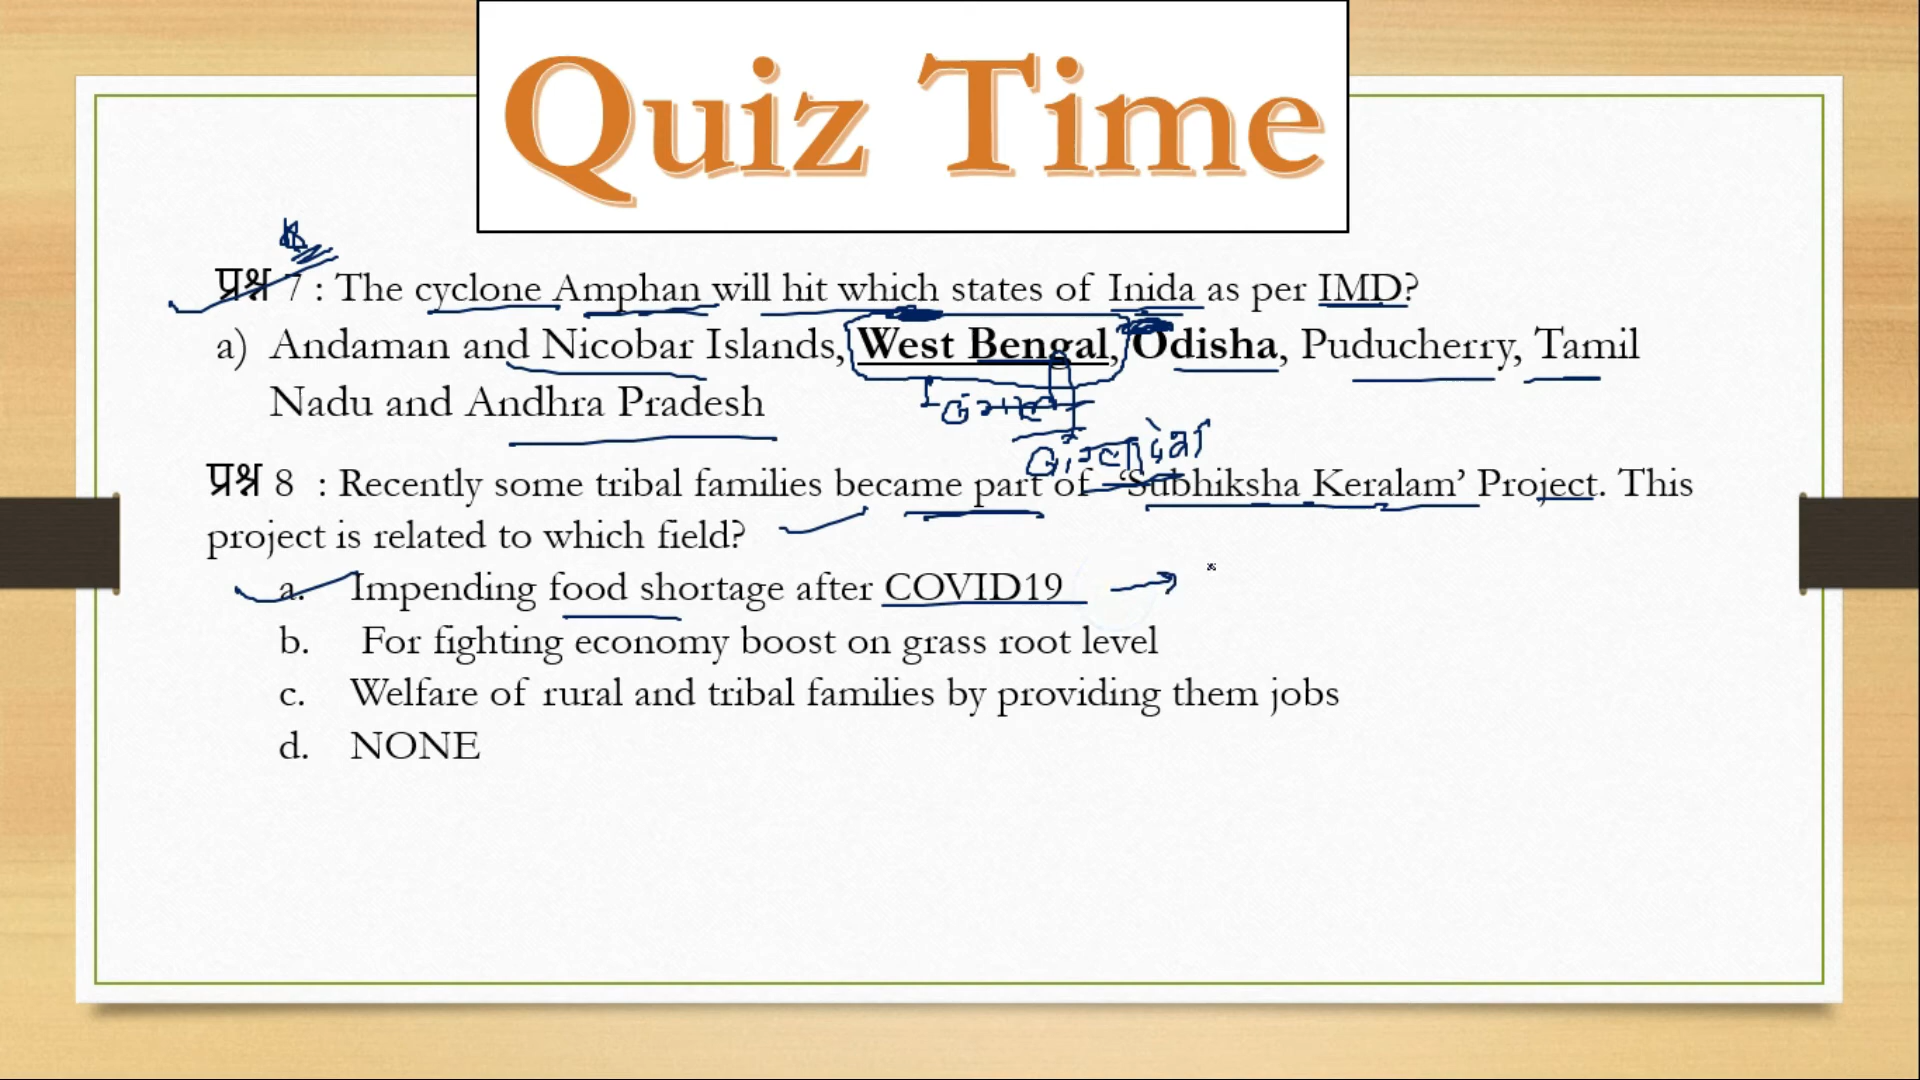 Quiz Time
प्रश्न 7 : The cyclone Amphan will hit which states of Inida as per IMD?
a) Andaman and Nicobar Islands, West Bengal, Odisha, Puducherry, Tamil
Nadu and Andhra Pradesh
प्रश्न 8 : Recently some tribal families became part of ‘Subhiksha Keralam’ Project. This
project is related to which field?
a. Impending food shortage after COVID19
b. For fighting economy boost on grass root level
c. Welfare of rural and tribal families by providing them jobs
d. NONE